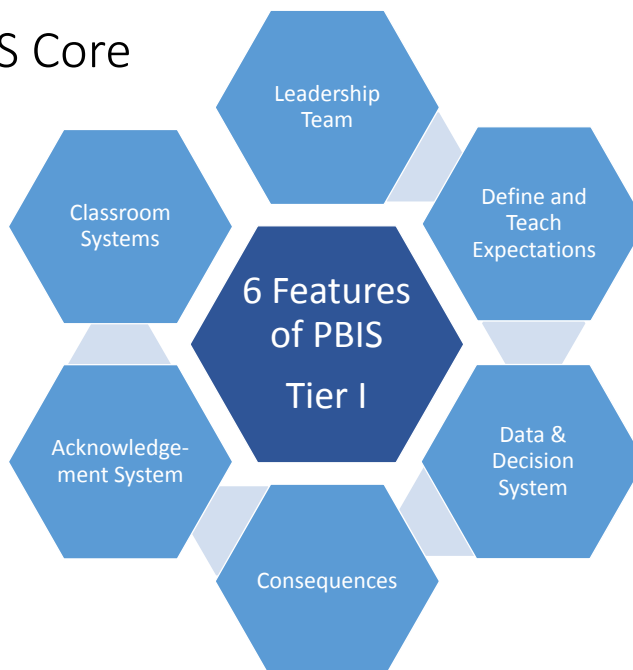 S Core
Leadership
Team
Define and
Teach
Expectations
Data &
Decision
System
Consequences
Acknowledge-
ment System
Classroom
Systems
6 Features
of PBIS
Tier I